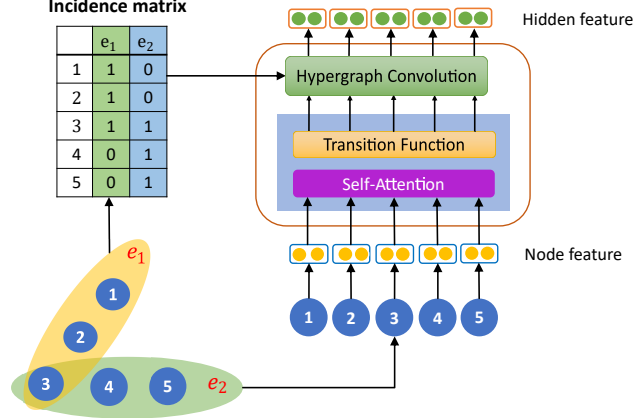 Incidence matrix
e1 e2
1 1 0
2 1 0
3 1 1
4 0 1
5 0 1
Hidden feature
Hypergraph Convolution
Transition Function
Self-Attention
Node feature
1 2 3 4 5
e1
1
2
3 4 5 e2